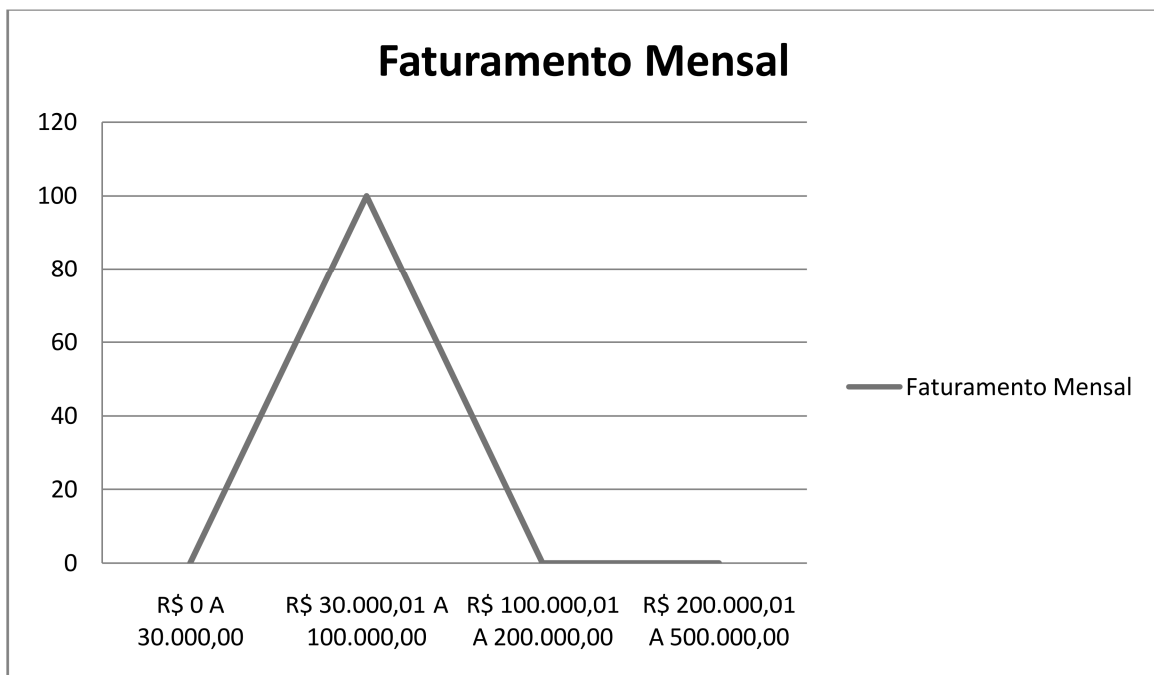 Faturamento Mensal
120
100
80
60
40
20
0
R$ 0 A
30.000,00
R$ 30.000,01 A
100.000,00
R$ 100.000,01
A 200.000,00
R$ 200.000,01
A 500.000,00
Faturamento Mensal